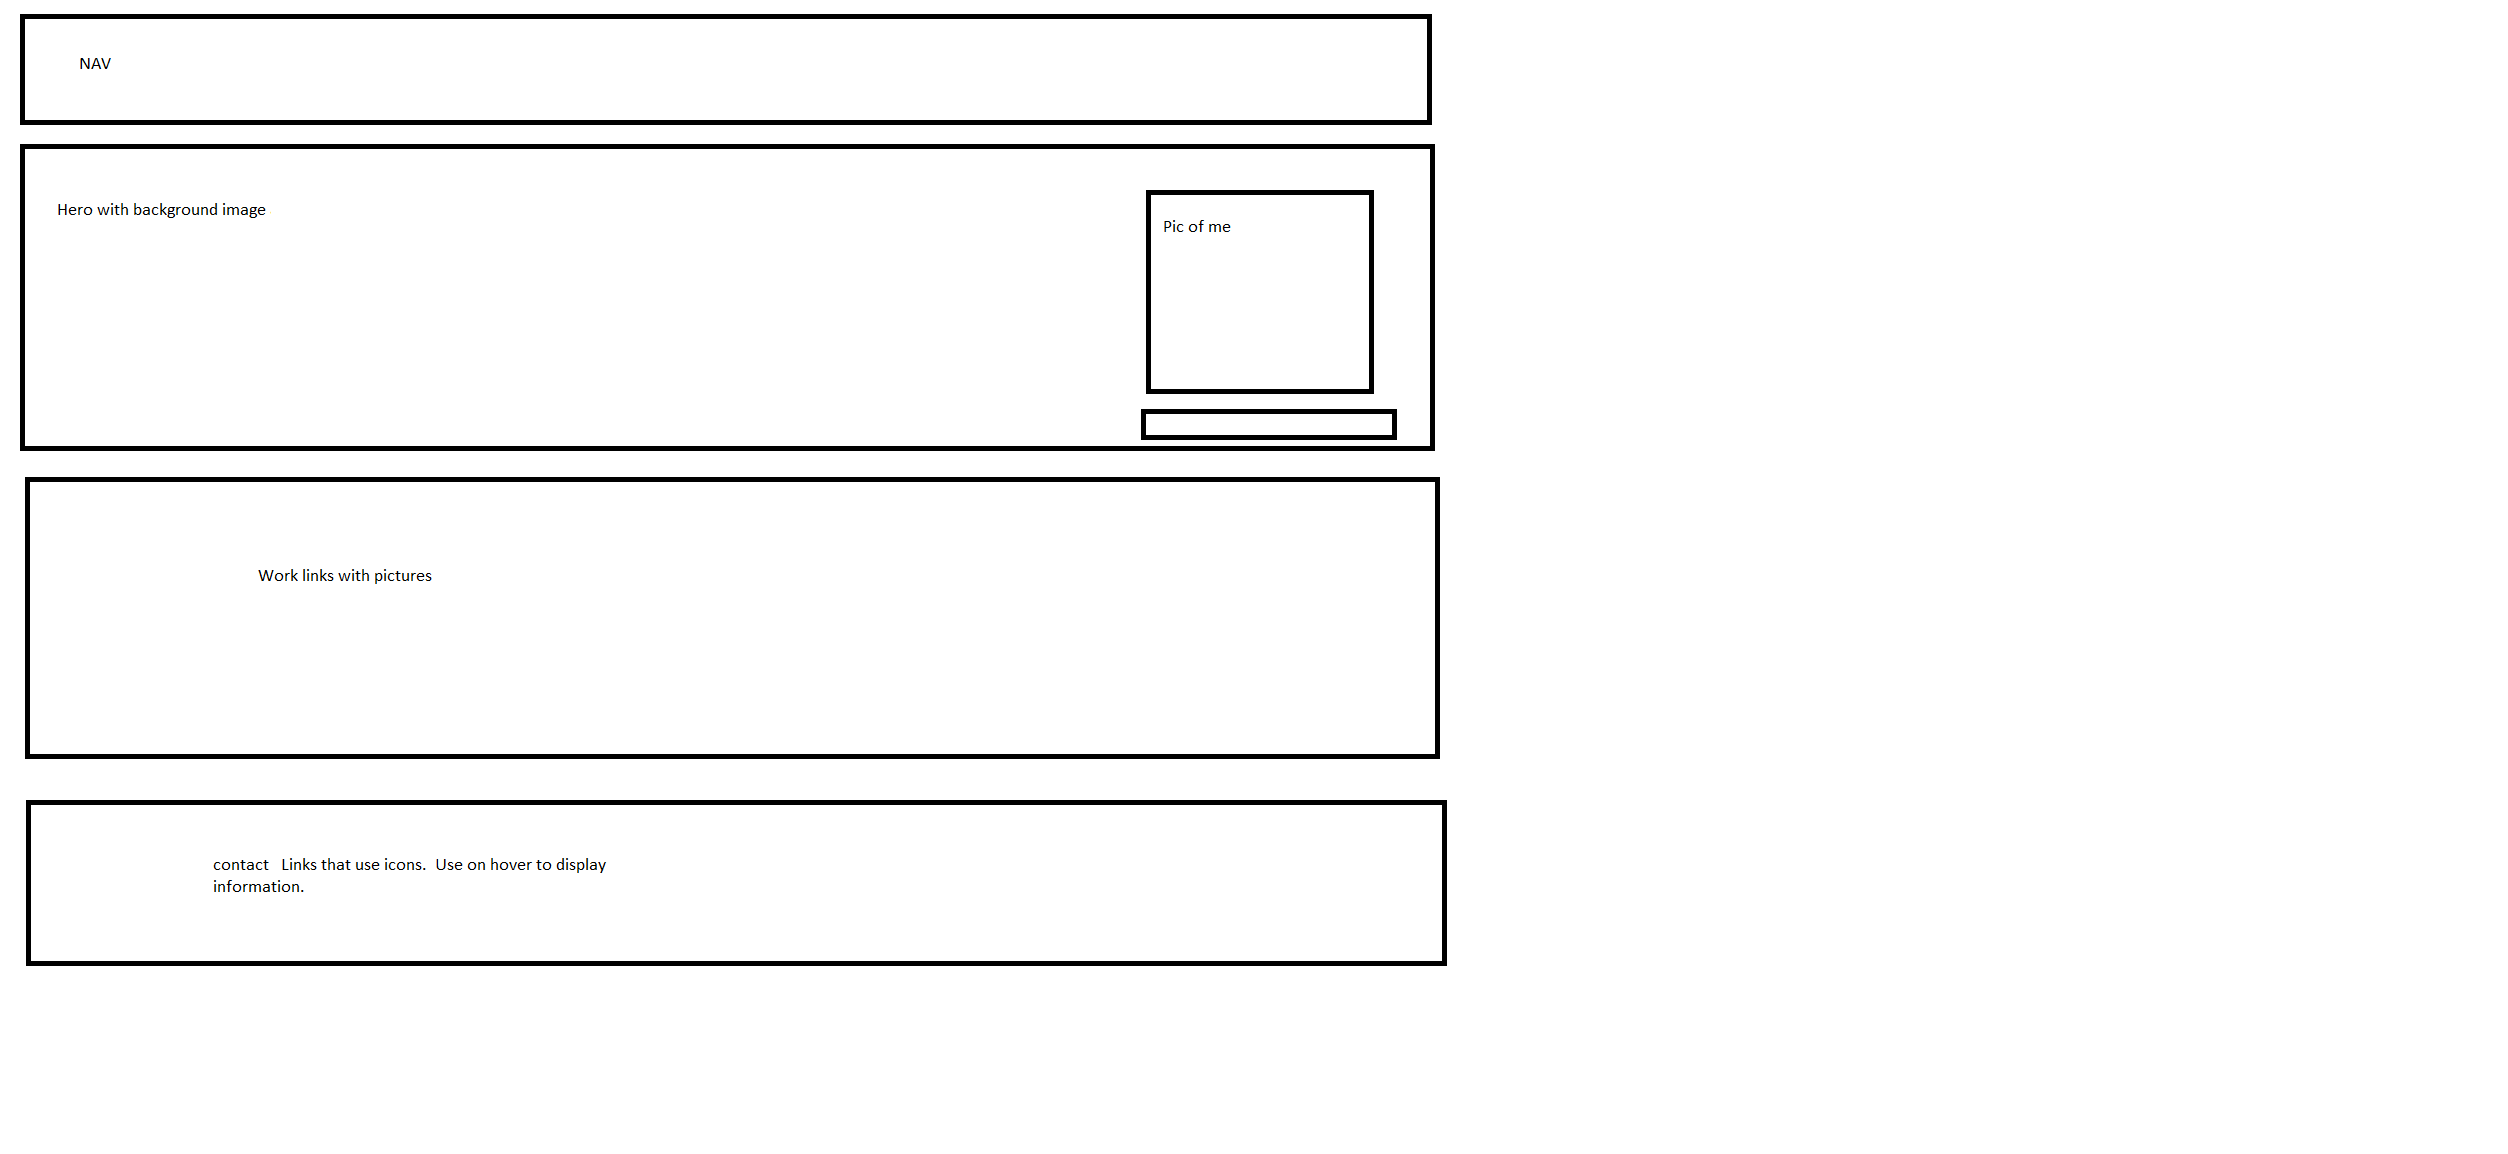 NAV
Hero with background image
Pic of me
Work links with pictures
contact   Links that use icons.  Use on hover to display
information.